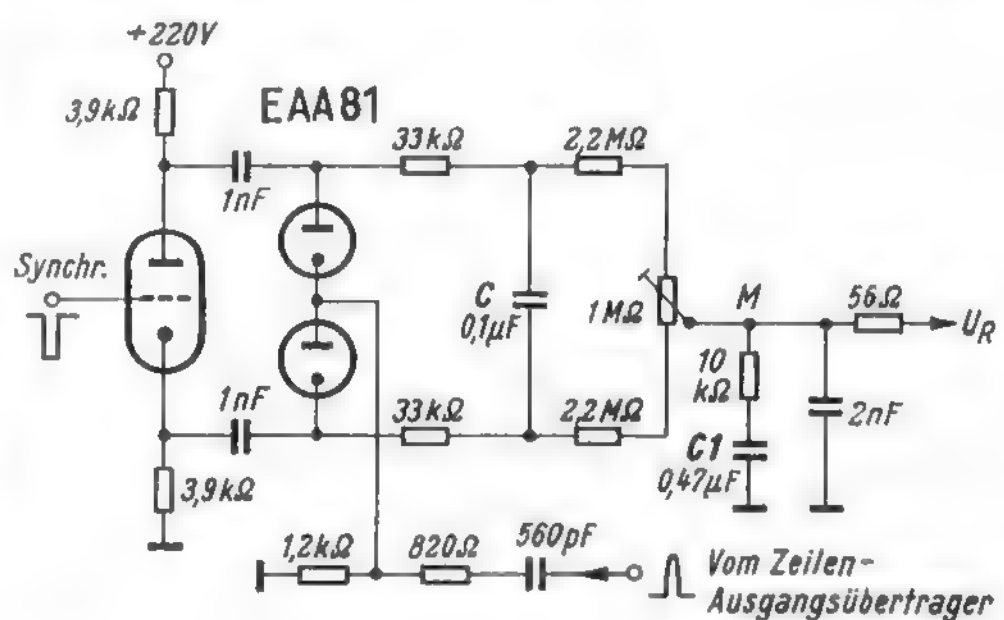 +220V
3,9kΩ
EAA81
33kΩ
2,2MΩ
1nF
Synchr.
C
0,1µF
1MΩ
M
56Ω
U_R
10
kΩ
1nF
33kΩ
2,2MΩ
2nF
C1
0,47µF
3,9kΩ
1,2kΩ
820Ω
560pF
Vom Zeilen-
Ausgangsübertrager